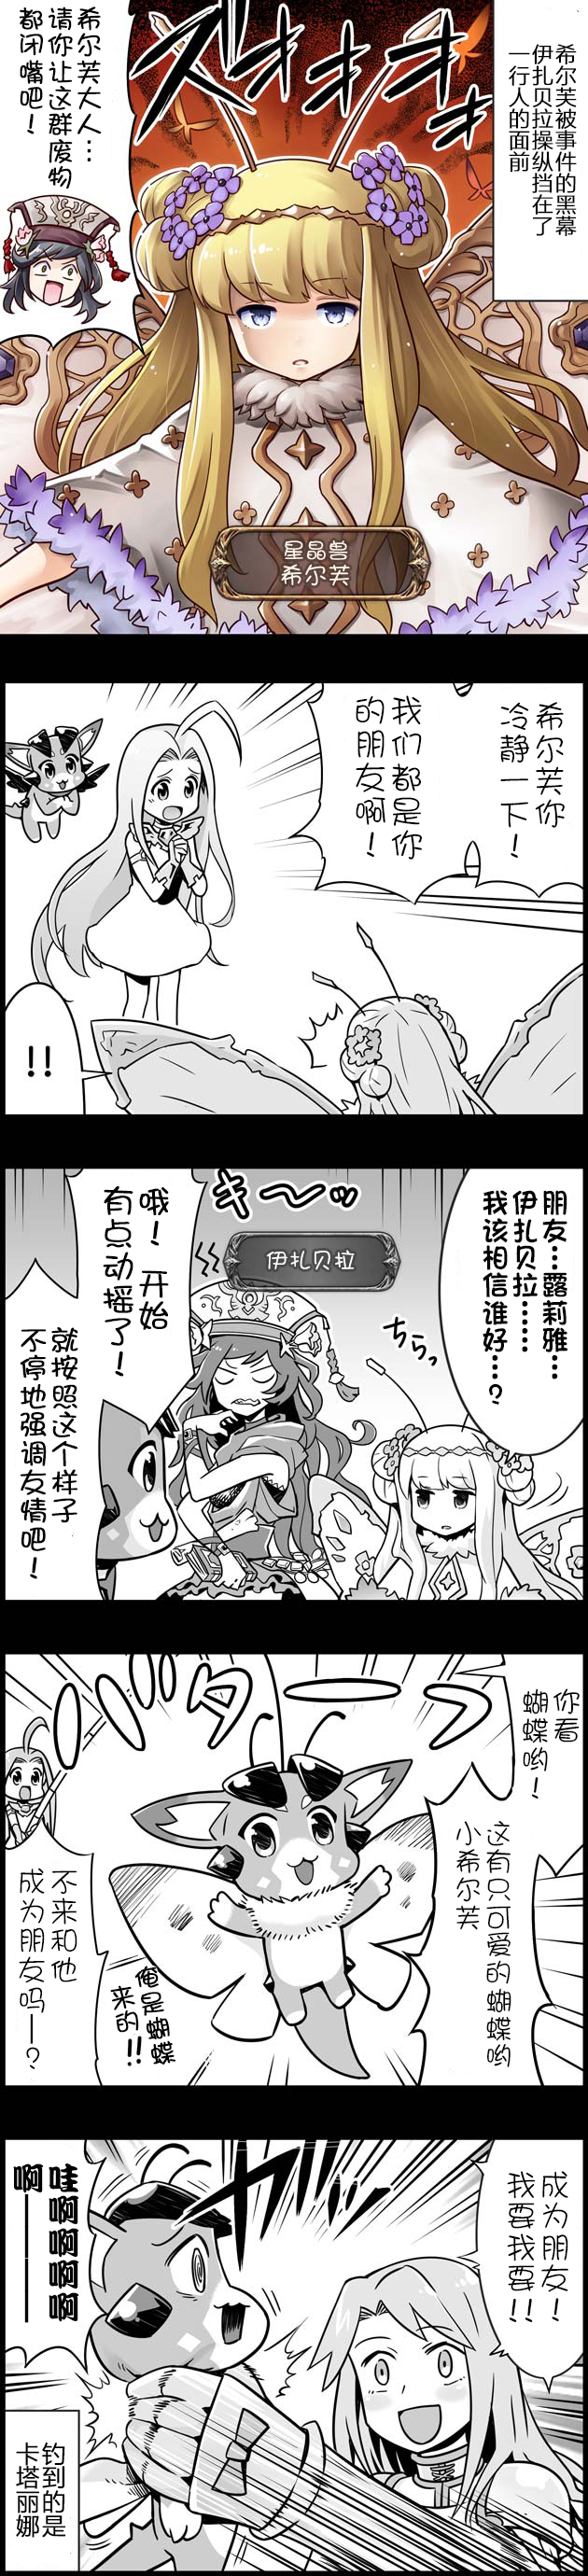 希尔芙被事件的黑幕
伊扎贝拉操纵挡在了
一行人的面前
ズオオオオ
希尔芙大人…
请你让这群废物
都闭嘴吧！
星晶兽
希尔芙
希尔芙你
冷静一下！
我们都是你
的朋友啊！
!!
朋友…露莉雅…
伊扎贝拉……
我该相信谁好…?
キ～ッ
伊扎贝拉
ちらっ
哦！开始
有点动摇了！
就按照这个样子
不停地强调友情吧！
你看
蝴蝶哟！
这有只可爱的蝴蝶哟
小希尔芙
バタ
ーフ
俺是蝴蝶
来的!!
不来和他
成为朋友吗—?
成为朋友！
我要我要!!
ガッ
哇啊啊啊啊
啊————
钓到的是
卡塔丽娜